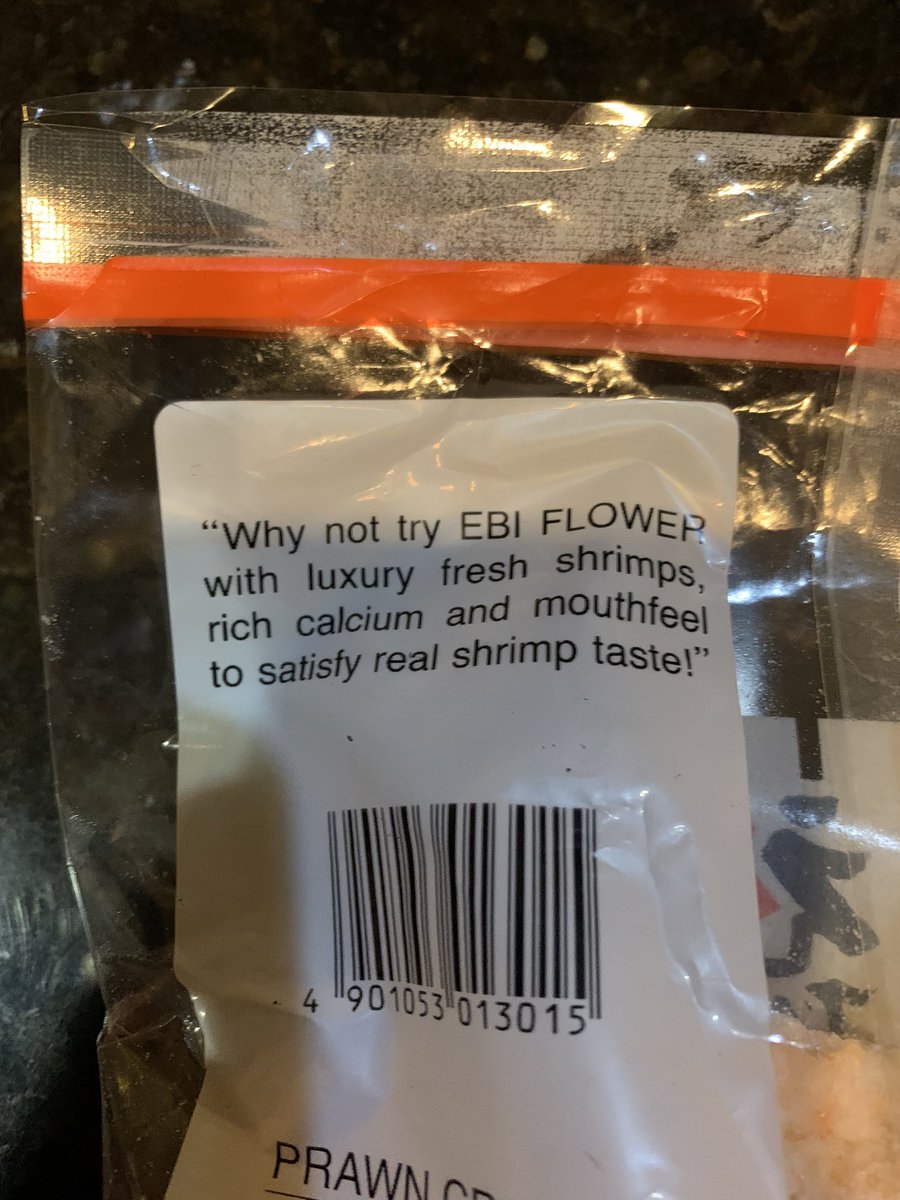 “Why not try EBI FLOWER
with luxury fresh shrimps,
rich calcium and mouthfeel
to satisfy real shrimp taste!”
4 901053 013015
PRAWN